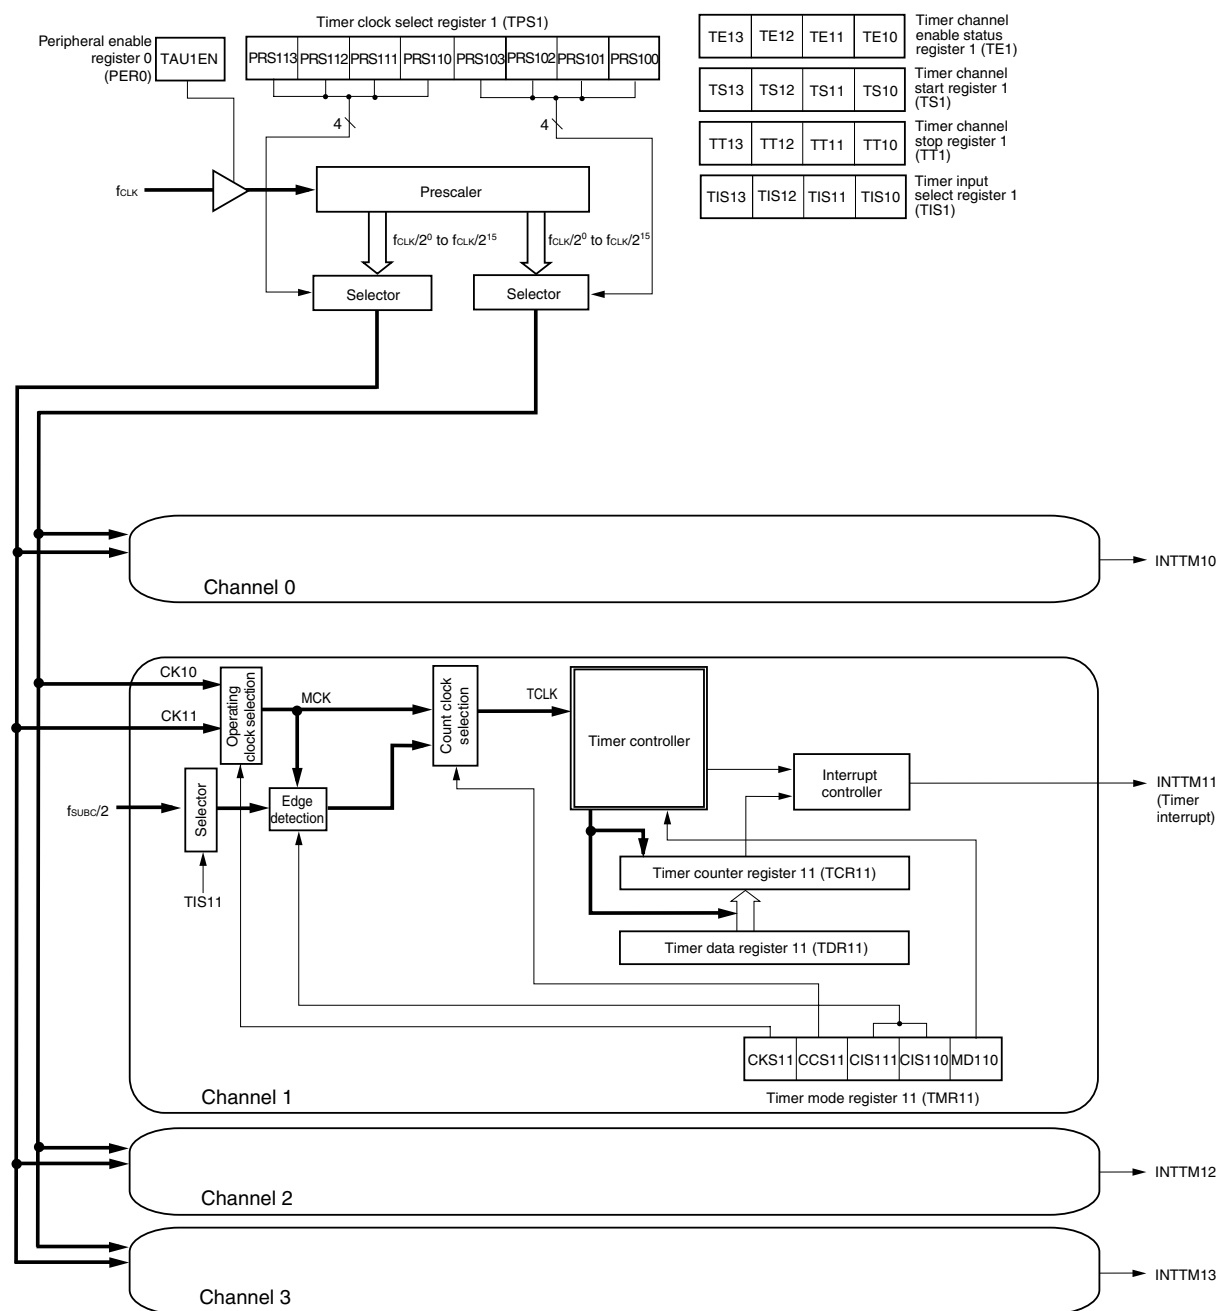 Timer clock select register 1 (TPS1)
Peripheral enable
register 0
(PER0)
TAU1EN
PRS113 PRS112 PRS111 PRS110 PRS103 PRS102 PRS101 PRS100
4
4
TE13 TE12 TE11 TE10
Timer channel
enable status
register 1 (TE1)
TS13 TS12 TS11 TS10
Timer channel
start register 1
(TS1)
TT13 TT12 TT11 TT10
Timer channel
stop register 1
(TT1)
TIS13 TIS12 TIS11 TIS10
Timer input
select register 1
(TIS1)
fCLK
Prescaler
fCLK/2⁰ to fCLK/2¹⁵
fCLK/2⁰ to fCLK/2¹⁵
Selector
Selector
Channel 0
INTTM10
CK10
CK11
Operating
clock selection
MCK
Count clock
selection
TCLK
Timer controller
Interrupt
controller
INTTM11
(Timer
interrupt)
fSUBC/2
Selector
Edge
detection
TIS11
Timer counter register 11 (TCR11)
Timer data register 11 (TDR11)
CKS11 CCS11 CIS111 CIS110 MD110
Timer mode register 11 (TMR11)
Channel 1
Channel 2
INTTM12
Channel 3
INTTM13